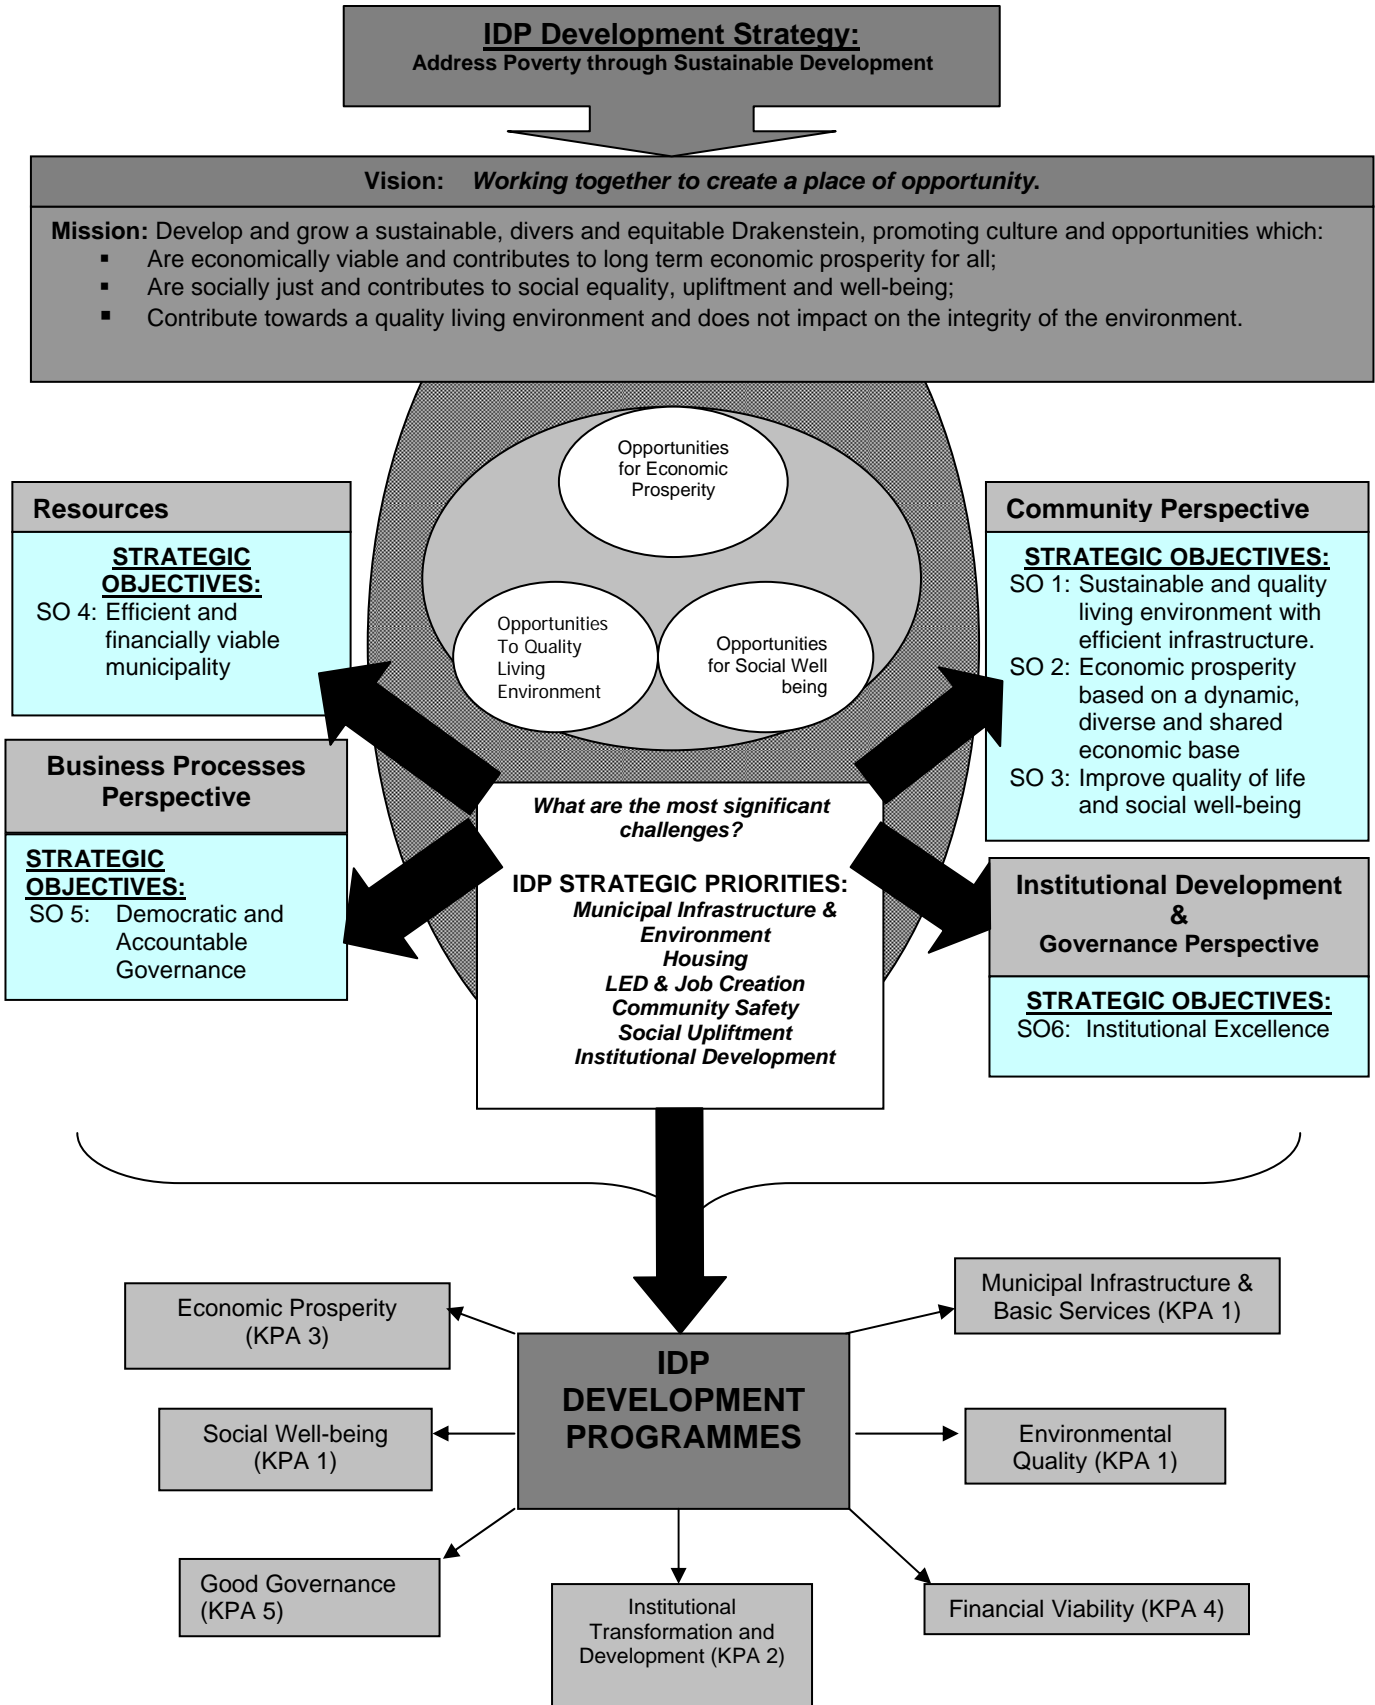 IDP Development Strategy:
Address Poverty through Sustainable Development
Vision: Working together to create a place of opportunity.
Mission: Develop and grow a sustainable, divers and equitable Drakenstein, promoting culture and opportunities which:
▪ Are economically viable and contributes to long term economic prosperity for all;
▪ Are socially just and contributes to social equality, upliftment and well-being;
▪ Contribute towards a quality living environment and does not impact on the integrity of the environment.
Opportunities
for Economic
Prosperity
Opportunities
To Quality
Living
Environment
Opportunities
for Social Well
being
Resources
STRATEGIC
OBJECTIVES:
SO 4: Efficient and
financially viable
municipality
Business Processes
Perspective
STRATEGIC
OBJECTIVES:
SO 5: Democratic and
Accountable
Governance
Community Perspective
STRATEGIC OBJECTIVES:
SO 1: Sustainable and quality
living environment with
efficient infrastructure.
SO 2: Economic prosperity
based on a dynamic,
diverse and shared
economic base
SO 3: Improve quality of life
and social well-being
Institutional Development
&
Governance Perspective
STRATEGIC OBJECTIVES:
SO6: Institutional Excellence
What are the most significant
challenges?
IDP STRATEGIC PRIORITIES:
Municipal Infrastructure &
Environment
Housing
LED & Job Creation
Community Safety
Social Upliftment
Institutional Development
Economic Prosperity
(KPA 3)
Municipal Infrastructure &
Basic Services (KPA 1)
IDP
DEVELOPMENT
PROGRAMMES
Social Well-being
(KPA 1)
Environmental
Quality (KPA 1)
Good Governance
(KPA 5)
Institutional
Transformation and
Development (KPA 2)
Financial Viability (KPA 4)